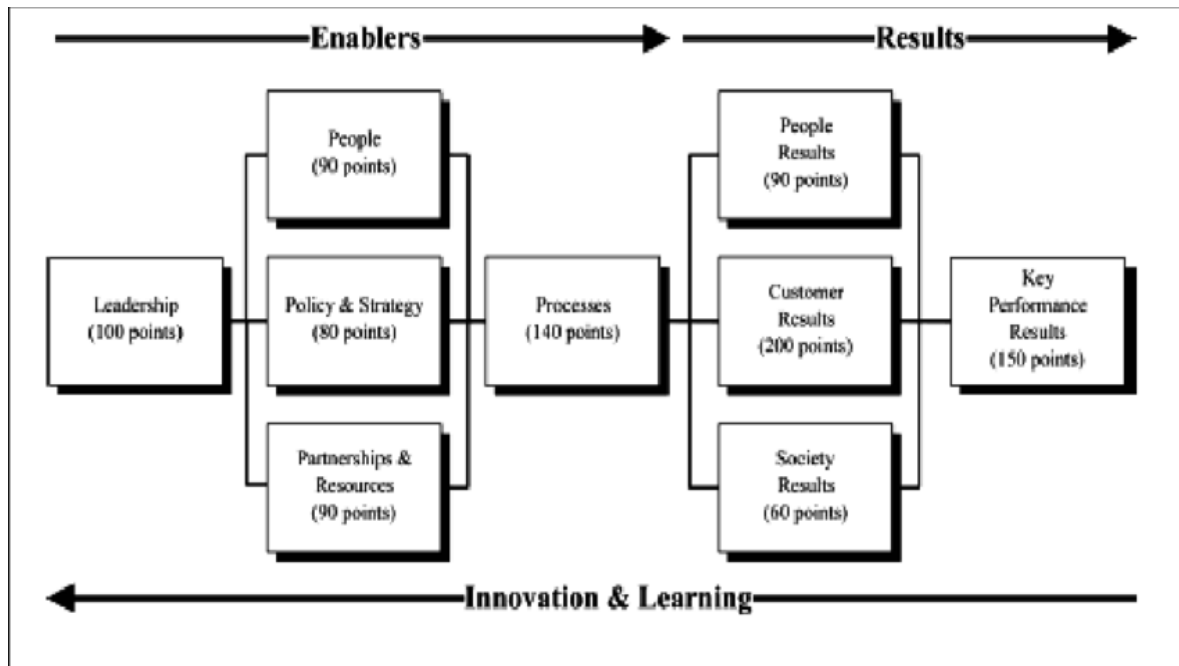 Enablers
Results
People
(90 points)
People
Results
(90 points)
Leadership
(100 points)
Policy & Strategy
(80 points)
Processes
(140 points)
Customer
Results
(200 points)
Key
Performance
Results
(150 points)
Partnerships &
Resources
(90 points)
Society
Results
(60 points)
Innovation & Learning